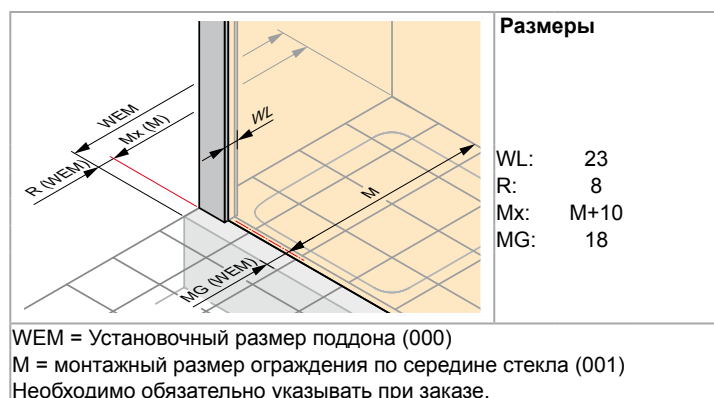 Размеры
WEM
Mx (M)
R (WEM)
WL
M
MG (WEM)
WL: 23
R: 8
Mx: M+10
MG: 18
WEM = Установочный размер поддона (000)
M = монтажный размер ограждения по середине стекла (001)
Необходимо обязательно указывать при заказе.